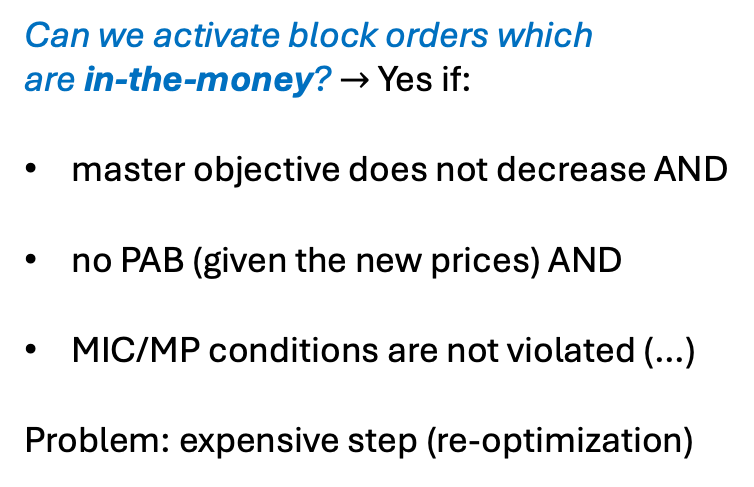 Can we activate block orders which
are in-the-money? → Yes if:
• master objective does not decrease AND
• no PAB (given the new prices) AND
• MIC/MP conditions are not violated (...)
Problem: expensive step (re-optimization)